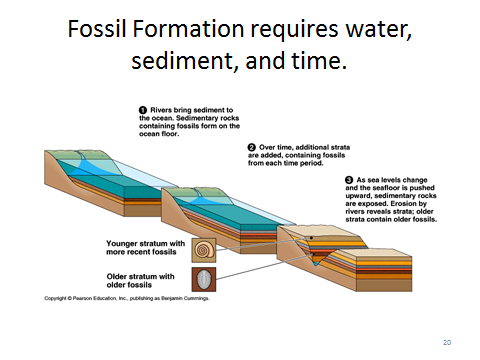 Fossil Formation requires water,
sediment, and time.
1 Rivers bring sediment to
the ocean. Sedimentary rocks
containing fossils form on the
ocean floor.
2 Over time, additional strata
are added, containing fossils
from each time period.
3 As sea levels change
and the seafloor is pushed
upward, sedimentary rocks
are exposed. Erosion by
rivers reveals strata; older
strata contain older fossils.
Younger stratum with
more recent fossils
Older stratum with
older fossils
Copyright © Pearson Education, Inc., publishing as Benjamin Cummings.
20